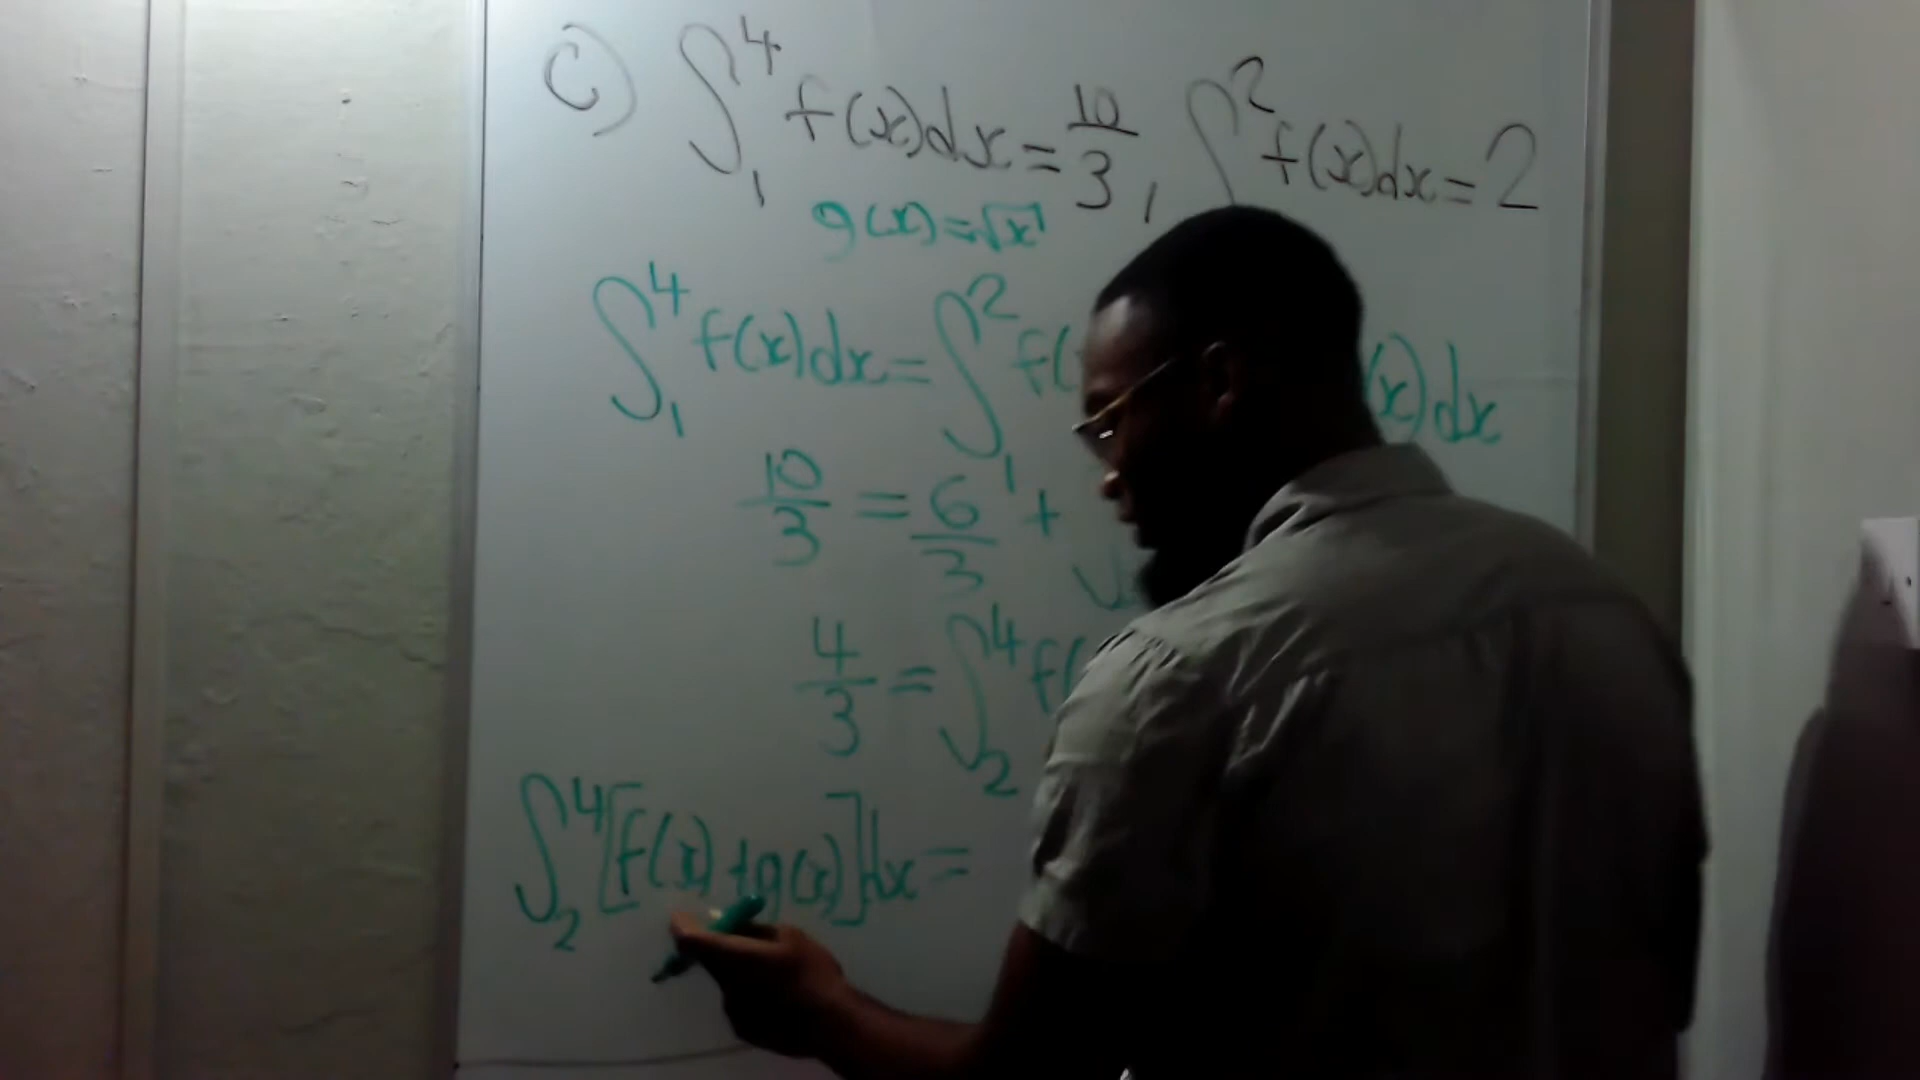 c) ∫₁⁴ f(x)dx = 10/3, ∫² f(x)dx = 2
g(x) = √x
∫₁⁴ f(x)dx = ∫₁² f( (x)dx
10/3 = 6/3 +
4/3 = ∫₂⁴ f(
∫₂⁴ [f(x) + g(x)]dx =